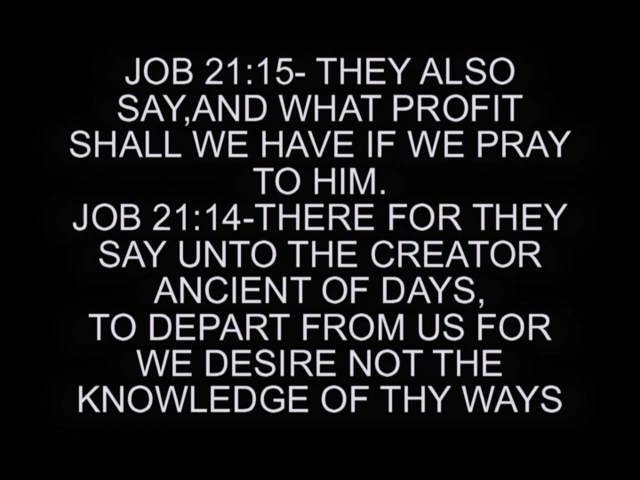 JOB 21:15- THEY ALSO
SAY,AND WHAT PROFIT
SHALL WE HAVE IF WE PRAY
TO HIM.
JOB 21:14-THERE FOR THEY
SAY UNTO THE CREATOR
ANCIENT OF DAYS,
TO DEPART FROM US FOR
WE DESIRE NOT THE
KNOWLEDGE OF THY WAYS